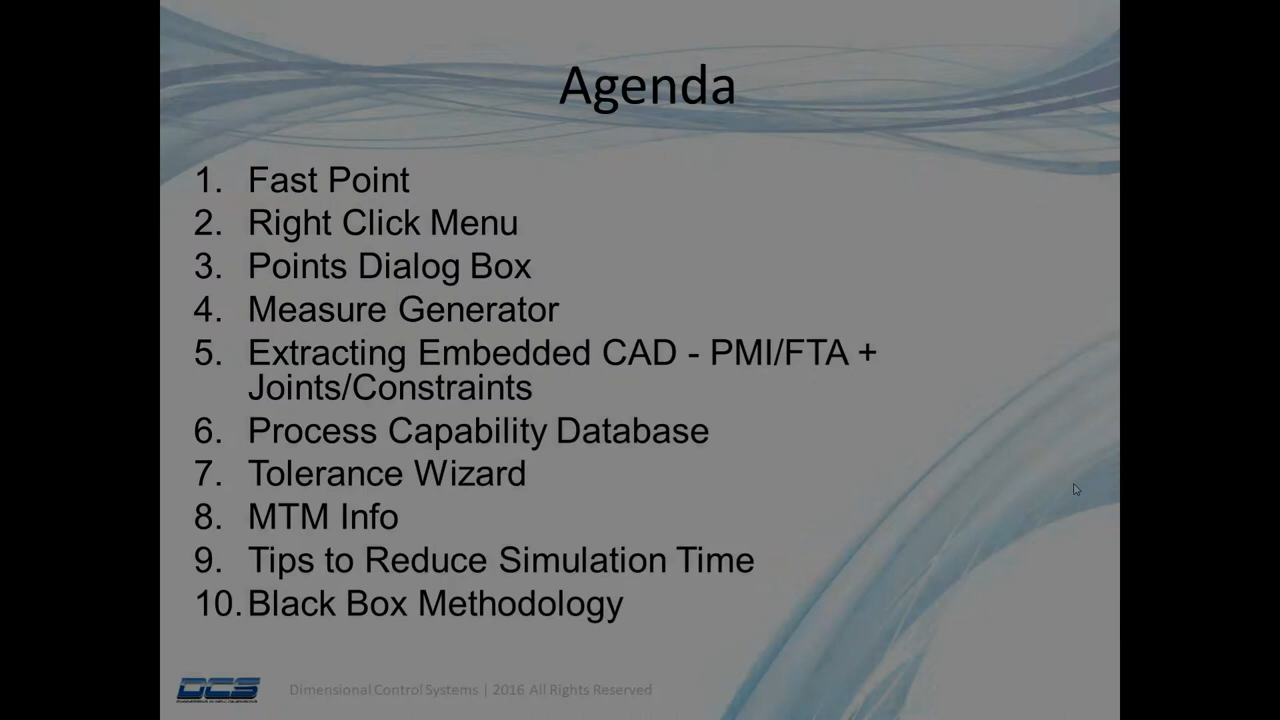 Agenda
1. Fast Point
2. Right Click Menu
3. Points Dialog Box
4. Measure Generator
5. Extracting Embedded CAD - PMI/FTA +
Joints/Constraints
6. Process Capability Database
7. Tolerance Wizard
8. MTM Info
9. Tips to Reduce Simulation Time
10. Black Box Methodology
DCS
Dimensional Control Systems | 2016 All Rights Reserved